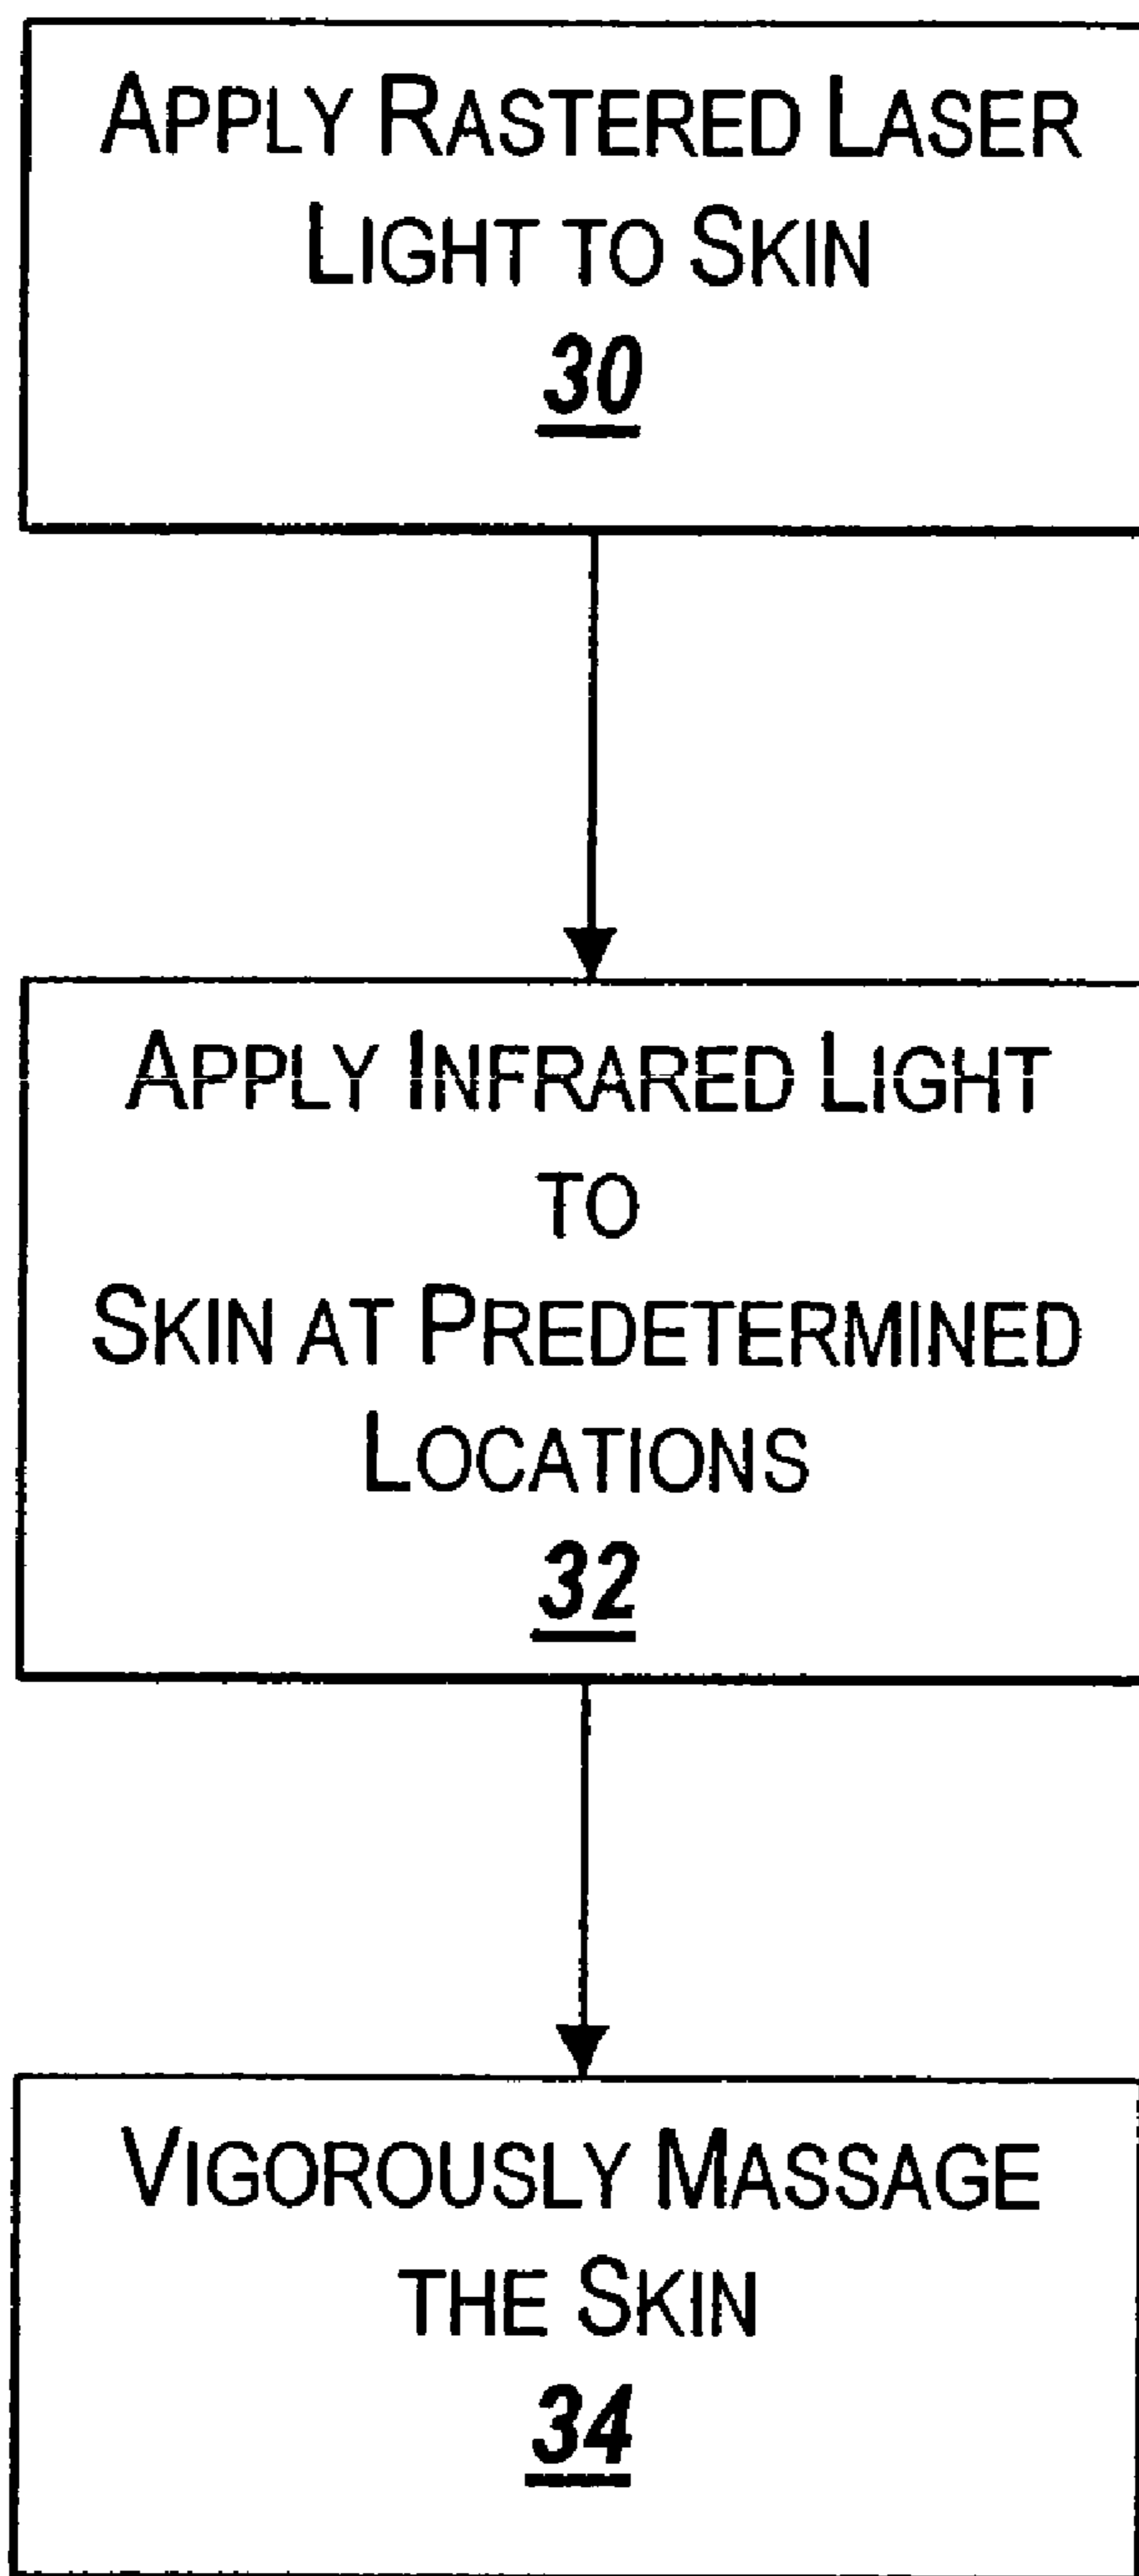 APPLY RASTERED LASER
LIGHT TO SKIN
30
APPLY INFRARED LIGHT
TO
SKIN AT PREDETERMINED
LOCATIONS
32
VIGOROUSLY MASSAGE
THE SKIN
34